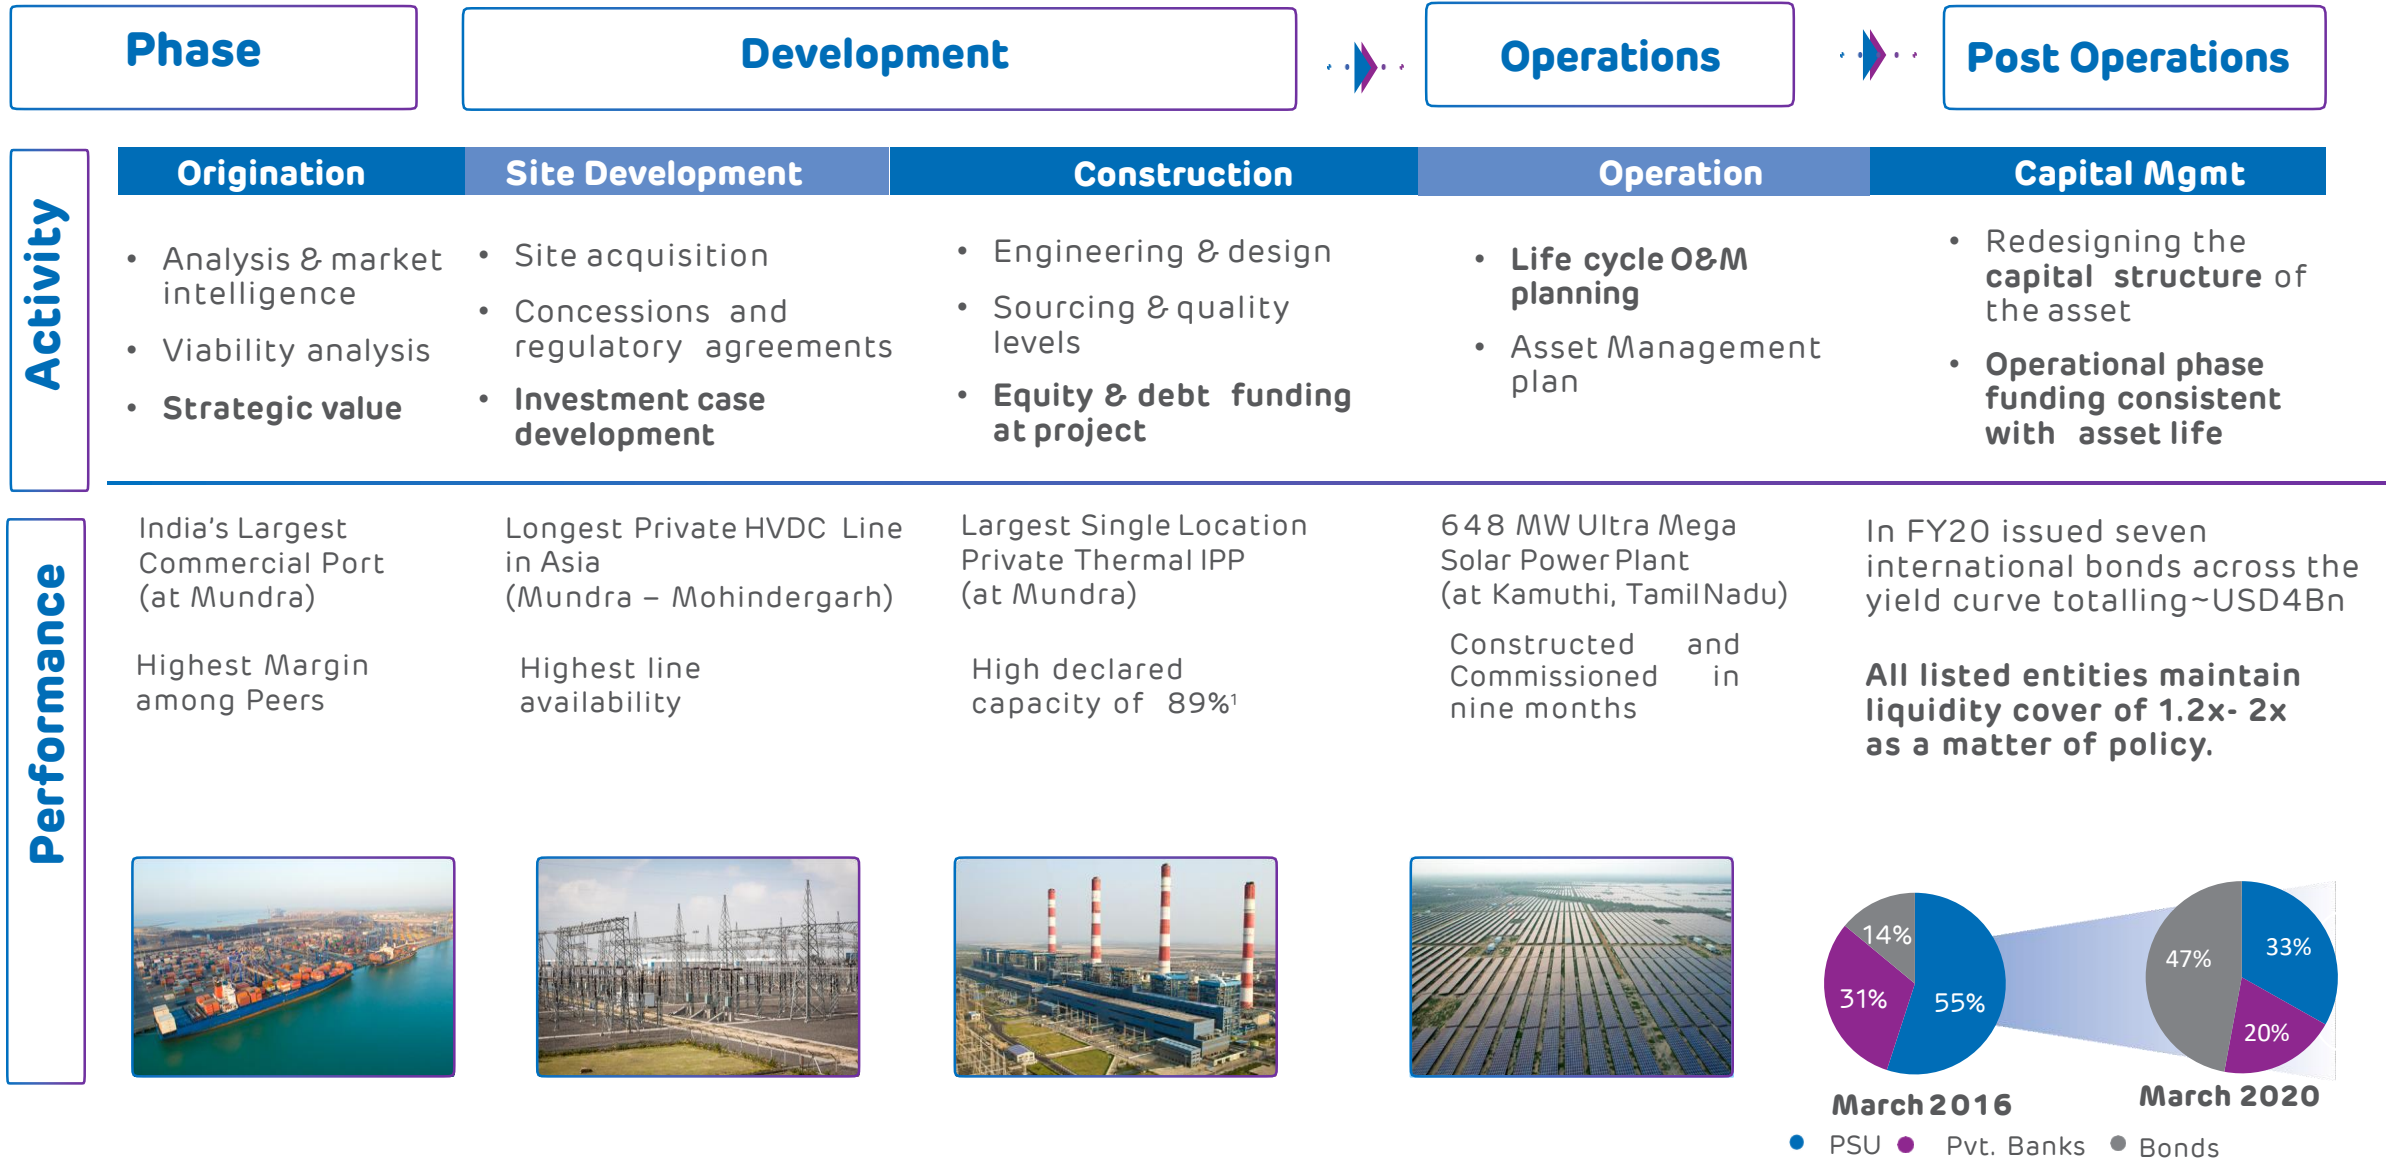 Phase
Development
Operations
Post Operations
Activity
Origination
Site Development
Construction
Operation
Capital Mgmt
• Analysis & market
intelligence
• Viability analysis
• Strategic value
• Site acquisition
• Concessions and
regulatory agreements
• Investment case
development
• Engineering & design
• Sourcing & quality
levels
• Equity & debt funding
at project
• Life cycle O&M
planning
• Asset Management
plan
• Redesigning the
capital structure of
the asset
• Operational phase
funding consistent
with asset life
Performance
India's Largest
Commercial Port
(at Mundra)
Highest Margin
among Peers
Longest Private HVDC Line
in Asia
(Mundra – Mohindergarh)
Highest line
availability
Largest Single Location
Private Thermal IPP
(at Mundra)
High declared
capacity of 89%¹
648 MW Ultra Mega
Solar Power Plant
(at Kamuthi, TamilNadu)
Constructed and
Commissioned in
nine months
In FY20 issued seven
international bonds across the
yield curve totalling~USD4Bn
All listed entities maintain
liquidity cover of 1.2x- 2x
as a matter of policy.
14%
31%
55%
March 2016
47%
33%
20%
March 2020
PSU
Pvt. Banks
Bonds